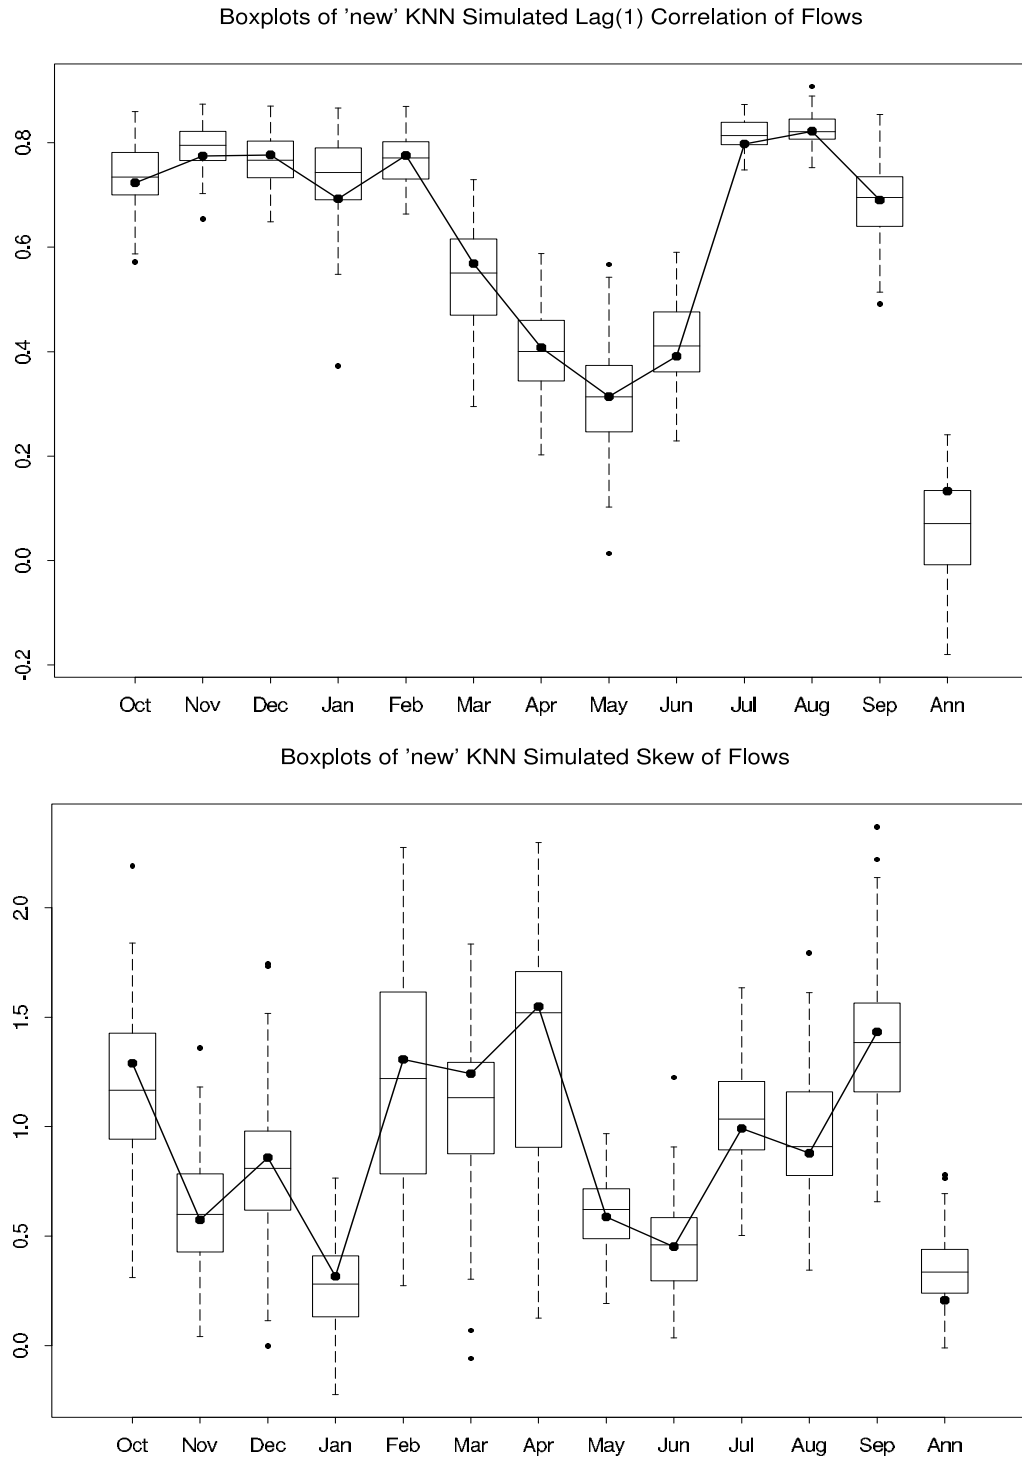 Boxplots of ’new’ KNN Simulated Lag(1) Correlation of Flows
0.8
0.6
0.4
0.2
0.0
-0.2
Oct Nov Dec Jan Feb Mar Apr May Jun Jul Aug Sep Ann
Boxplots of ’new’ KNN Simulated Skew of Flows
2.0
1.5
1.0
0.5
0.0
Oct Nov Dec Jan Feb Mar Apr May Jun Jul Aug Sep Ann